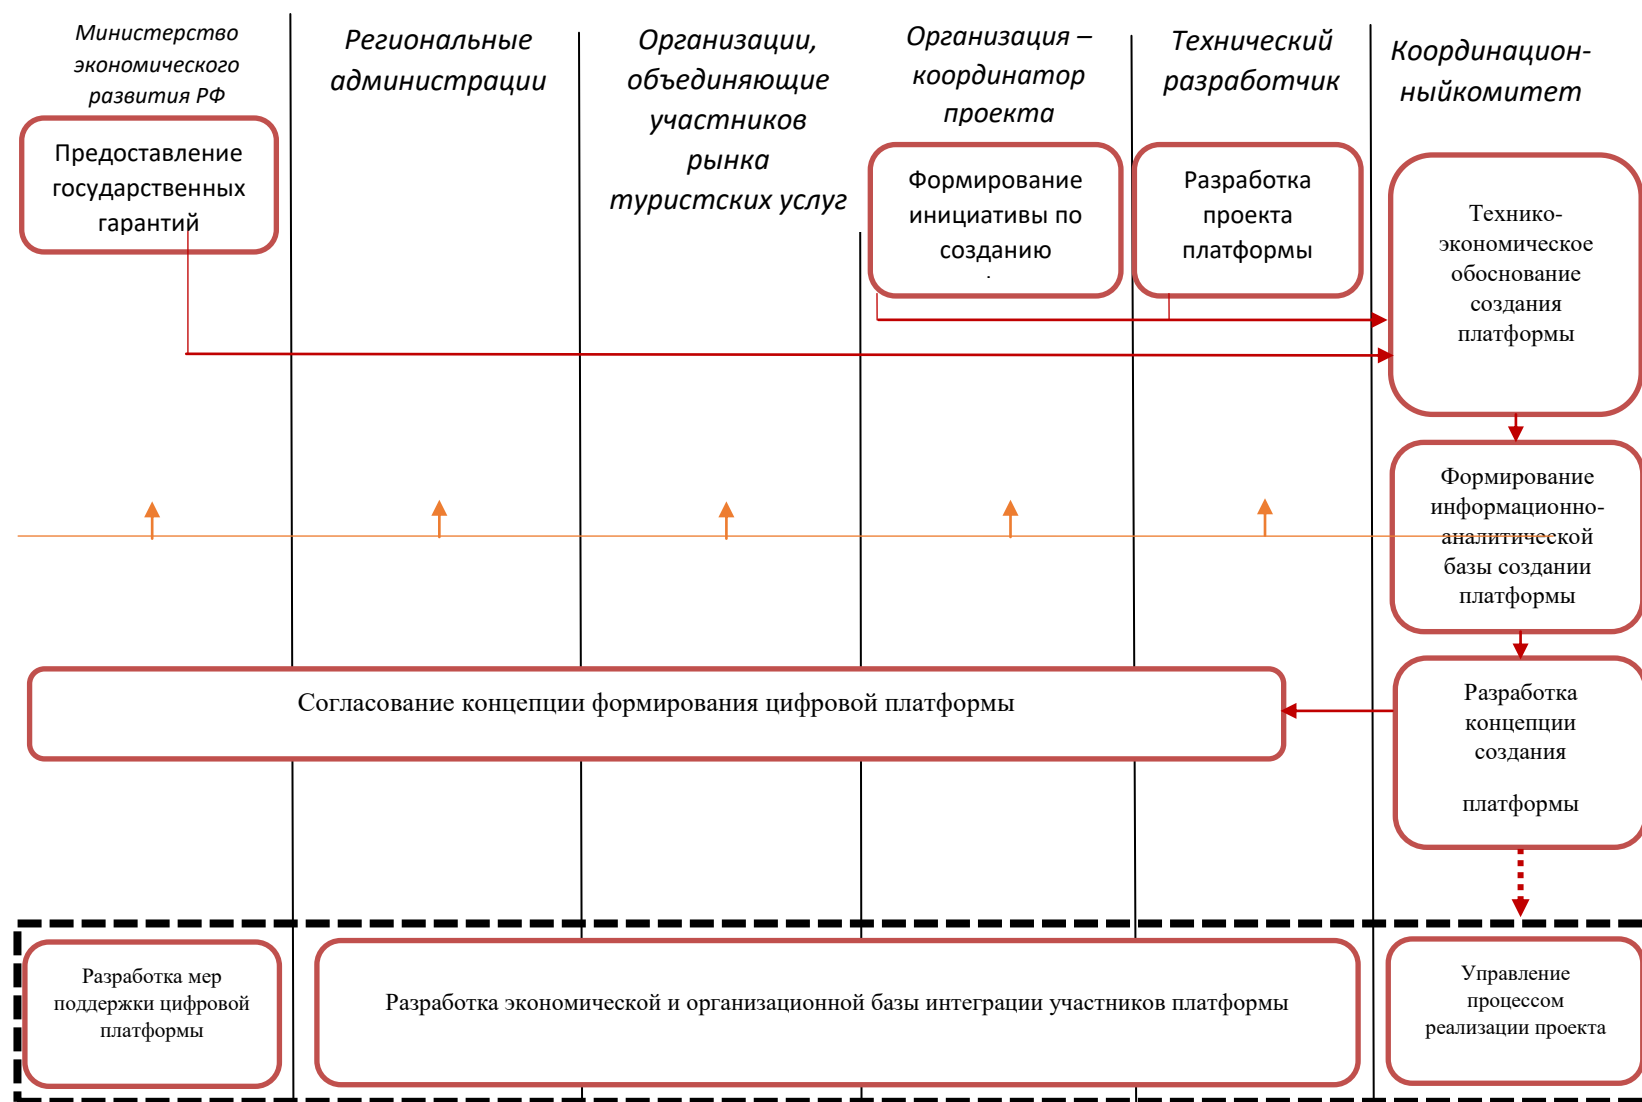 Министерство
экономического
развития РФ
Региональные
администрации
Организации,
объединяющие
участников
рынка
туристских услуг
Организация –
координатор
проекта
Технический
разработчик
Координацион-
ныйкомитет
Предоставление
государственных
гарантий
Формирование
инициативы по
созданию
Разработка
проекта
платформы
Технико-
экономическое
обоснование
создания
платформы
Формирование
информационно-
аналитической
базы создании
платформы
Согласование концепции формирования цифровой платформы
Разработка
концепции
создания
платформы
Разработка мер
поддержки цифровой
платформы
Разработка экономической и организационной базы интеграции участников платформы
Управление
процессом
реализации проекта